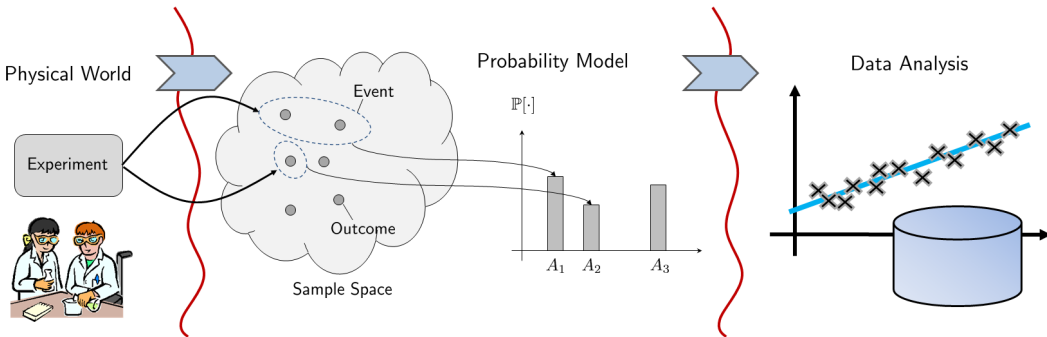 Physical World
Experiment
Event
Outcome
Sample Space
Probability Model
ℙ[·]
A₁
A₂
A₃
Data Analysis